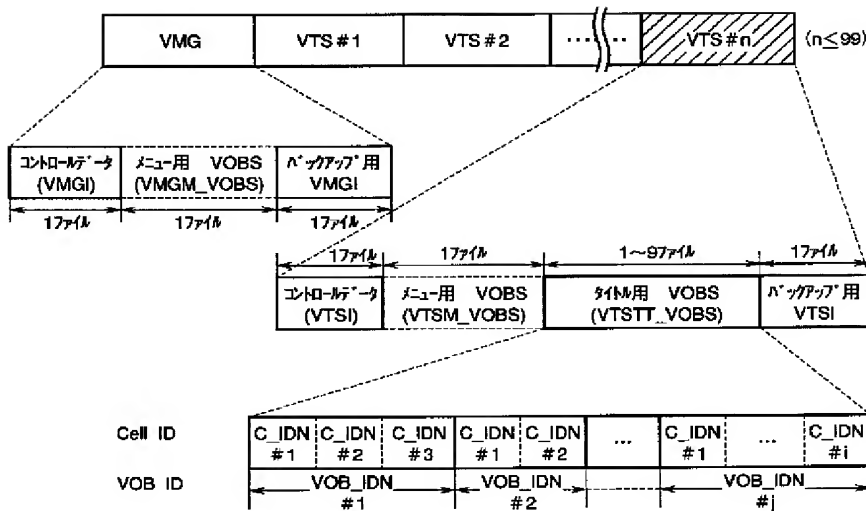 VMG VTS#1 VTS#2 ‥‥‥ VTS#n (n≤99)
コントロールデータ メニュー用 VOBS バックアップ用
(VMGI) (VMGM_VOBS) VMGI
1ファイル 1ファイル 1ファイル
1ファイル 1ファイル 1～9ファイル 1ファイル
コントロールデータ メニュー用 VOBS タイトル用 VOBS バックアップ用
(VTSI) (VTSM_VOBS) (VTSTT_VOBS) VTSI
Cell ID C_IDN C_IDN C_IDN C_IDN C_IDN … C_IDN … C_IDN
#1 #2 #3 #1 #2 #1 #i
VOB ID VOB_IDN VOB_IDN VOB_IDN
#1 #2 #j